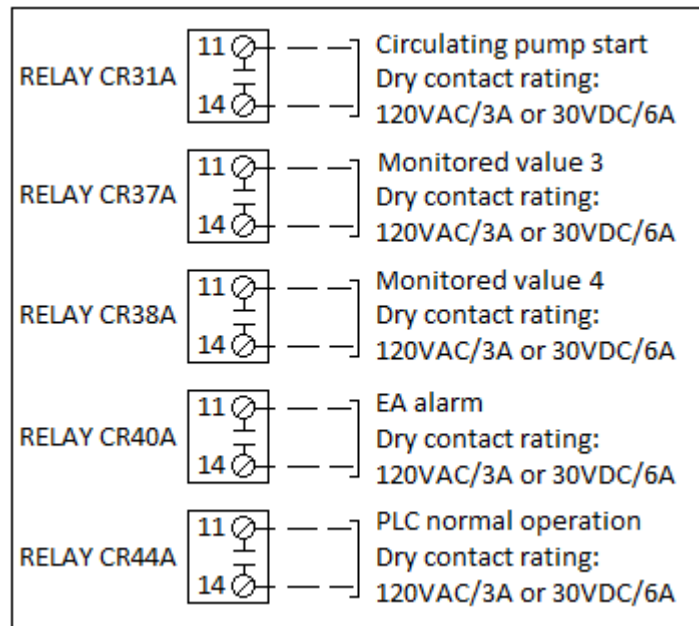 11
Circulating pump start
RELAY CR31A
Dry contact rating:
14
120VAC/3A or 30VDC/6A
11
Monitored value 3
RELAY CR37A
Dry contact rating:
14
120VAC/3A or 30VDC/6A
11
Monitored value 4
RELAY CR38A
Dry contact rating:
14
120VAC/3A or 30VDC/6A
11
EA alarm
RELAY CR40A
Dry contact rating:
14
120VAC/3A or 30VDC/6A
11
PLC normal operation
RELAY CR44A
Dry contact rating:
14
120VAC/3A or 30VDC/6A